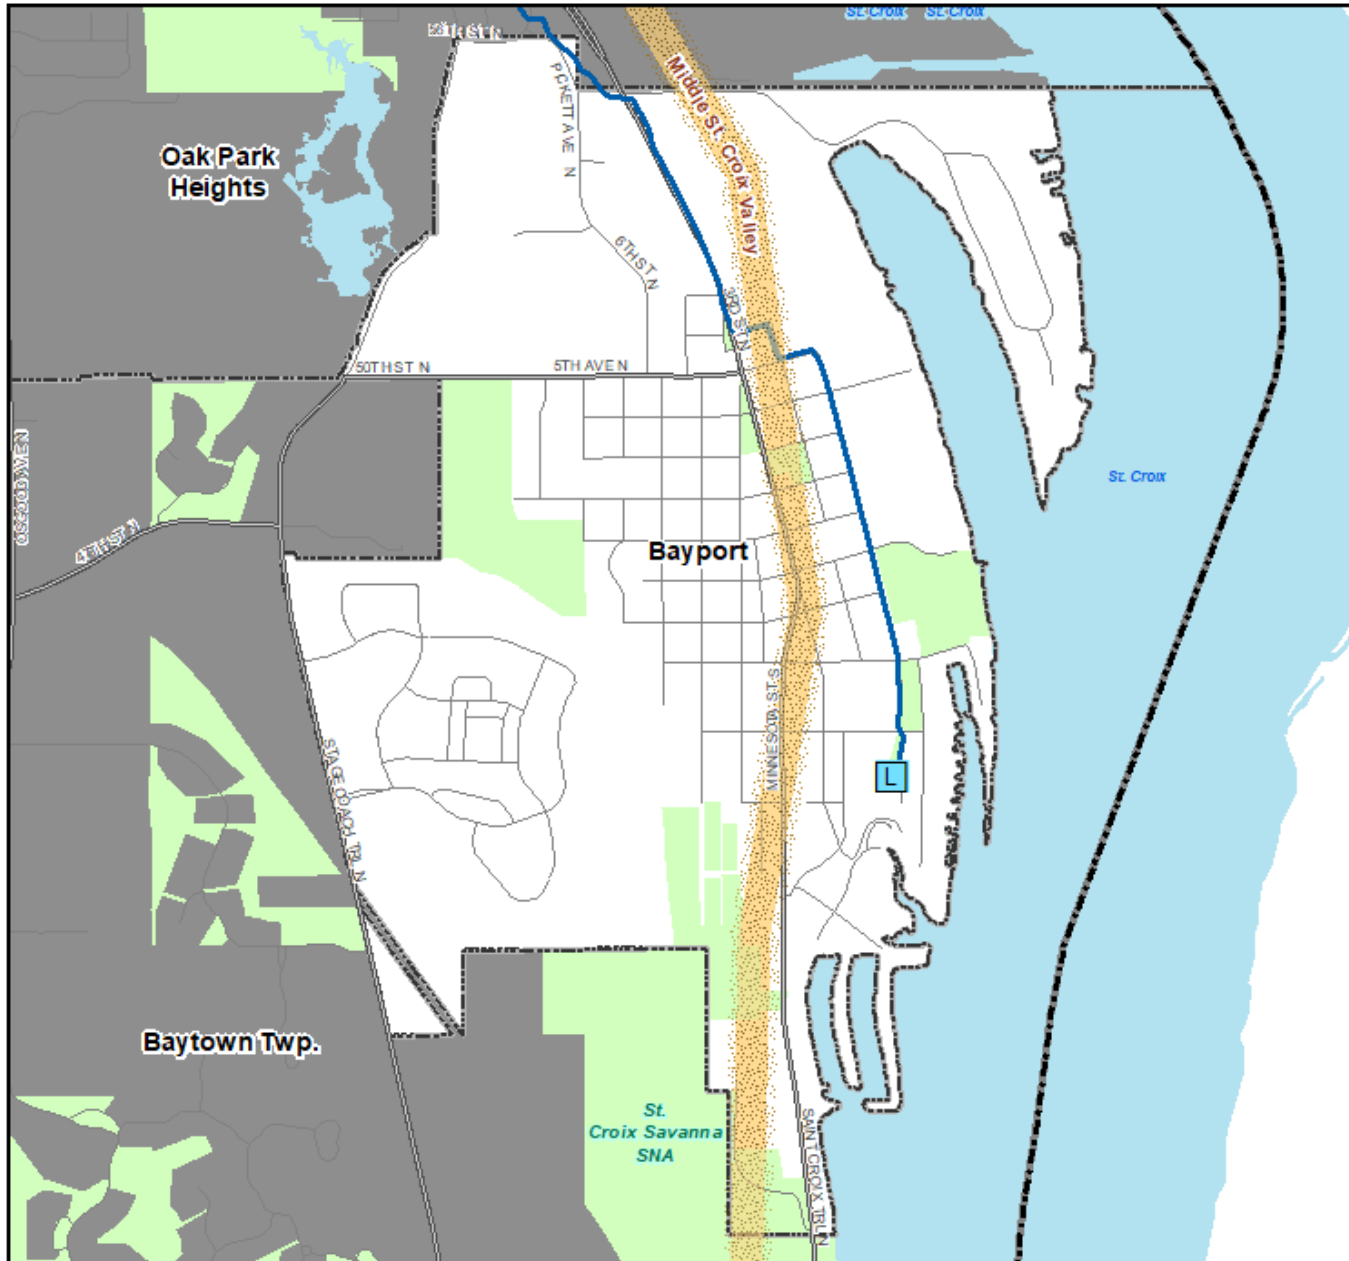 St. Croix
St. Croix
PICKETT AVE N
Middle St. Croix Valley
Oak Park
Heights
6TH ST N
3RD ST N
50TH ST N
5TH AVE N
St. Croix
Bayport
MINNESOTA ST S
L
STAGECOACH TRL N
Baytown Twp.
St.
Croix Savanna
SNA
SAINT CROIX TRL N